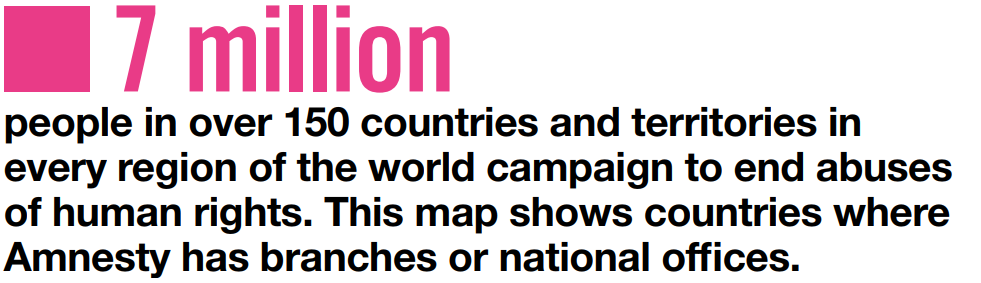 7 million
people in over 150 countries and territories in
every region of the world campaign to end abuses
of human rights. This map shows countries where
Amnesty has branches or national offices.